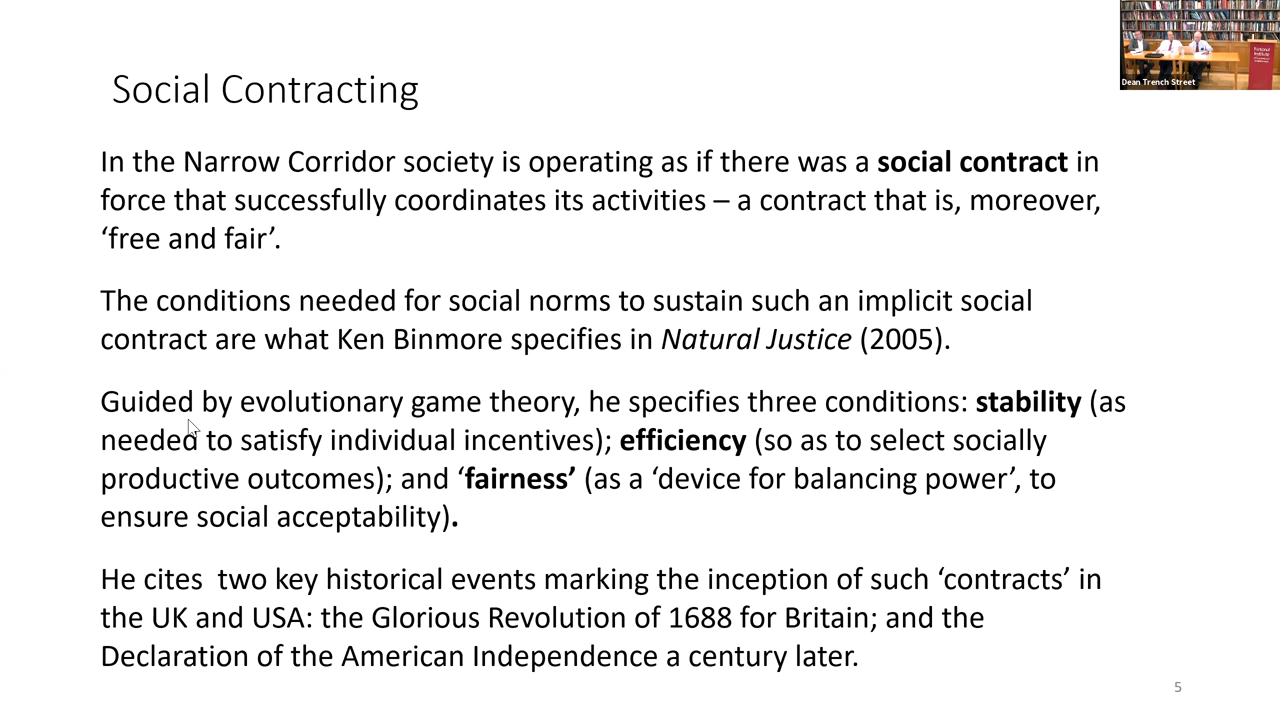 Social Contracting
Dean Trench Street
National
Institute
In the Narrow Corridor society is operating as if there was a social contract in
force that successfully coordinates its activities – a contract that is, moreover,
‘free and fair’.
The conditions needed for social norms to sustain such an implicit social
contract are what Ken Binmore specifies in Natural Justice (2005).
Guided by evolutionary game theory, he specifies three conditions: stability (as
needed to satisfy individual incentives); efficiency (so as to select socially
productive outcomes); and ‘fairness’ (as a ‘device for balancing power’, to
ensure social acceptability).
He cites  two key historical events marking the inception of such ‘contracts’ in
the UK and USA: the Glorious Revolution of 1688 for Britain; and the
Declaration of the American Independence a century later.
5